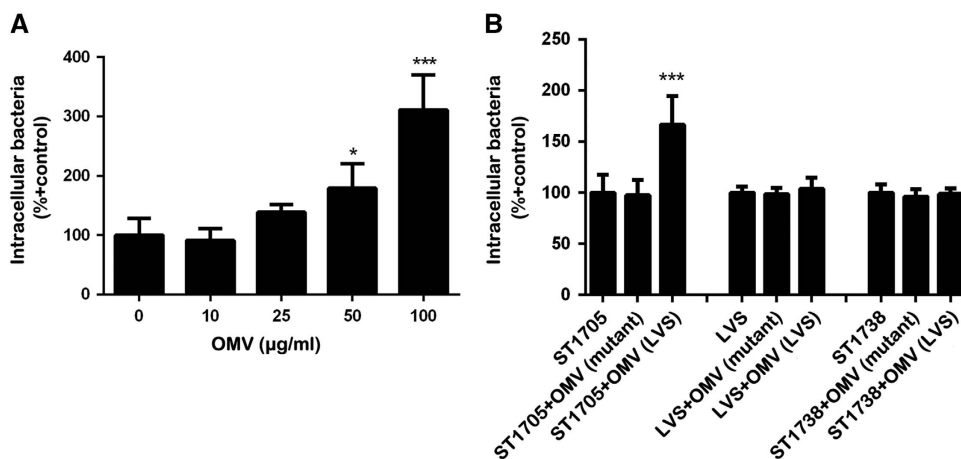 A
Intracellular bacteria
(%+control)
400
300
200
100
0
*
***
0 10 25 50 100
OMV (µg/ml)
B
Intracellular bacteria
(%+control)
250
200
150
100
50
0
***
ST1705
ST1705+OMV (mutant)
ST1705+OMV (LVS)
LVS
LVS+OMV (mutant)
LVS+OMV (LVS)
ST1738
ST1738+OMV (mutant)
ST1738+OMV (LVS)